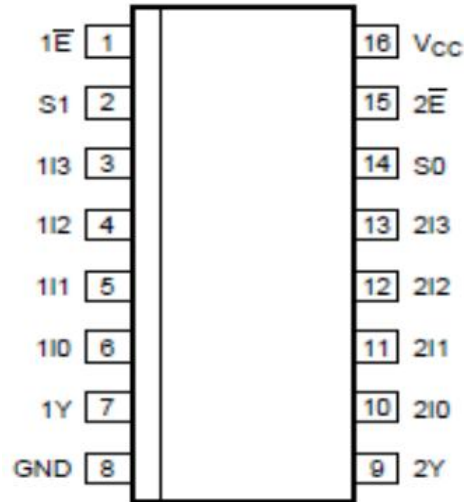 1E̅ 1 16 VCC
S1 2 15 2E̅
1I3 3 14 S0
1I2 4 13 2I3
1I1 5 12 2I2
1I0 6 11 2I1
1Y 7 10 2I0
GND 8 9 2Y